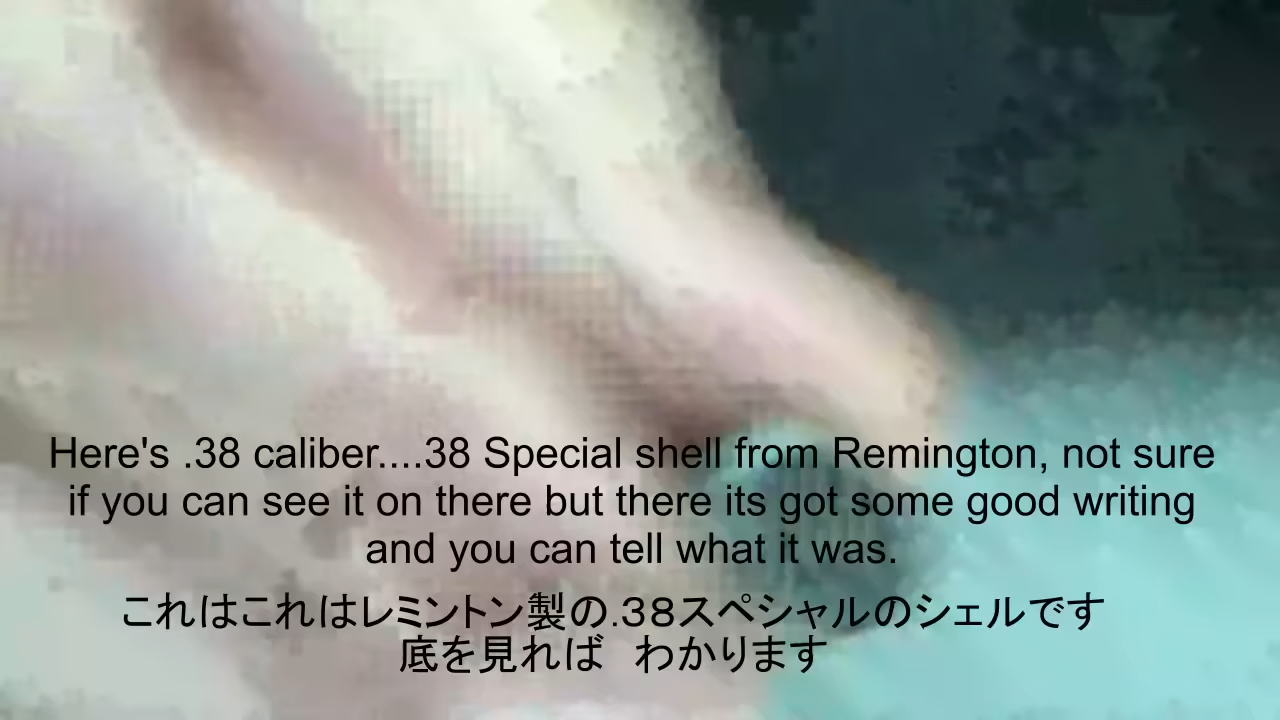 Here's .38 caliber....38 Special shell from Remington, not sure
if you can see it on there but there its got some good writing
and you can tell what it was.
これはこれはレミントン製の.３８スペシャルのシェルです
底を見れば　わかります